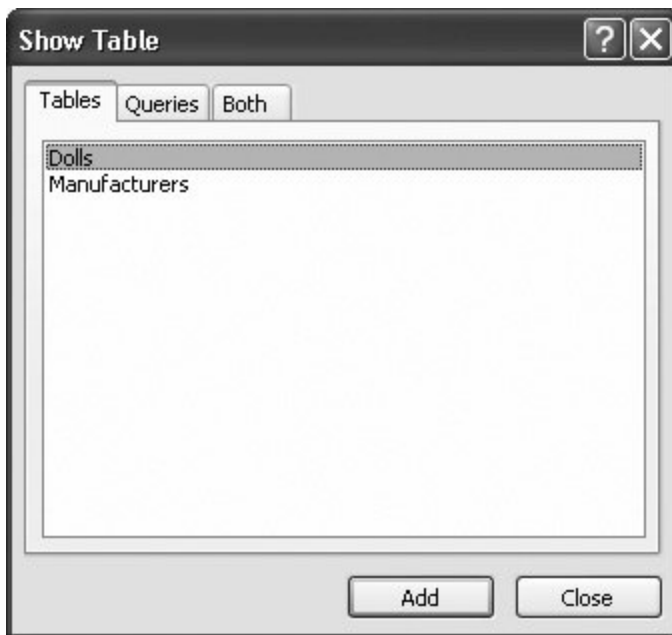 Show Table
Tables Queries Both
Dolls
Manufacturers
Add Close